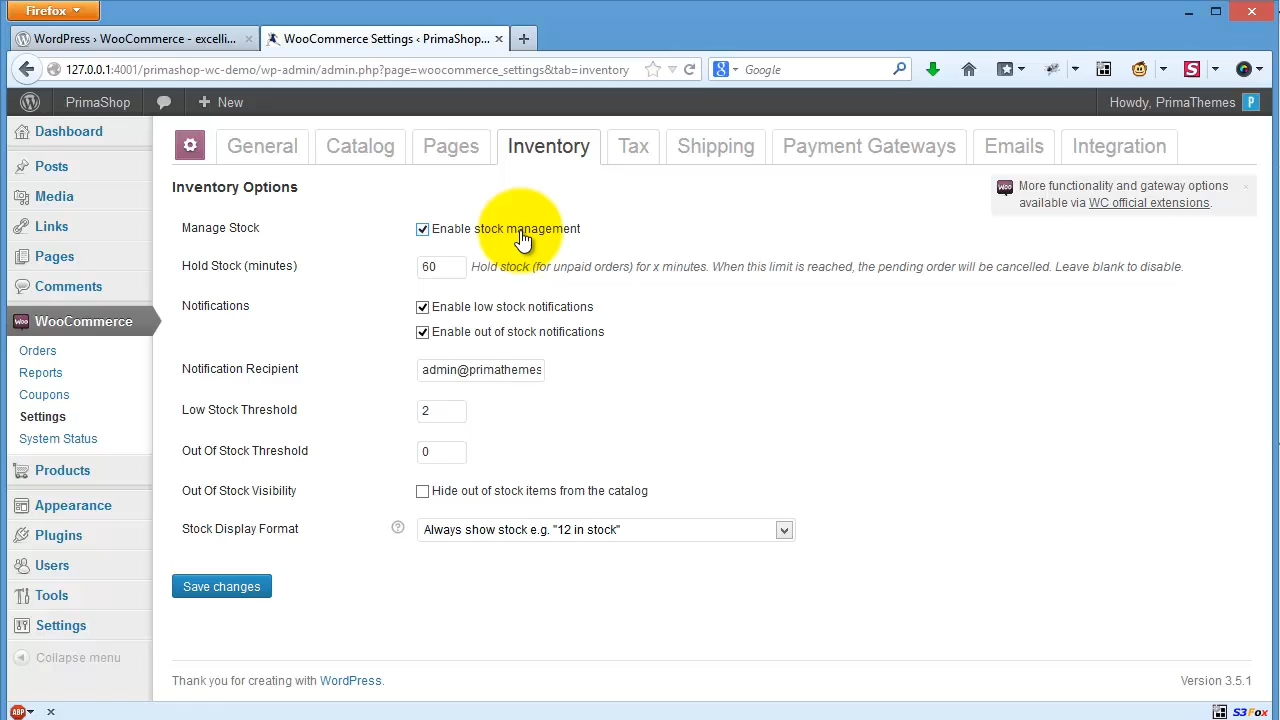 Firefox
WordPress › WooCommerce - excelli...
WooCommerce Settings ‹ PrimaShop...
127.0.0.1:4001/primashop-wc-demo/wp-admin/admin.php?page=woocommerce_settings&tab=inventory
Google
PrimaShop
New
Howdy, PrimaThemes
Dashboard
Posts
Media
Links
Pages
Comments
WooCommerce
Orders
Reports
Coupons
Settings
System Status
Products
Appearance
Plugins
Users
Tools
Settings
Collapse menu
General
Catalog
Pages
Inventory
Tax
Shipping
Payment Gateways
Emails
Integration
Inventory Options
More functionality and gateway options
available via WC official extensions.
Manage Stock
Enable stock management
Hold Stock (minutes)
60
Hold stock (for unpaid orders) for x minutes. When this limit is reached, the pending order will be cancelled. Leave blank to disable.
Notifications
Enable low stock notifications
Enable out of stock notifications
Notification Recipient
admin@primathemes
Low Stock Threshold
2
Out Of Stock Threshold
0
Out Of Stock Visibility
Hide out of stock items from the catalog
Stock Display Format
Always show stock e.g. "12 in stock"
Save changes
Thank you for creating with WordPress.
Version 3.5.1
ABP
S3Fox